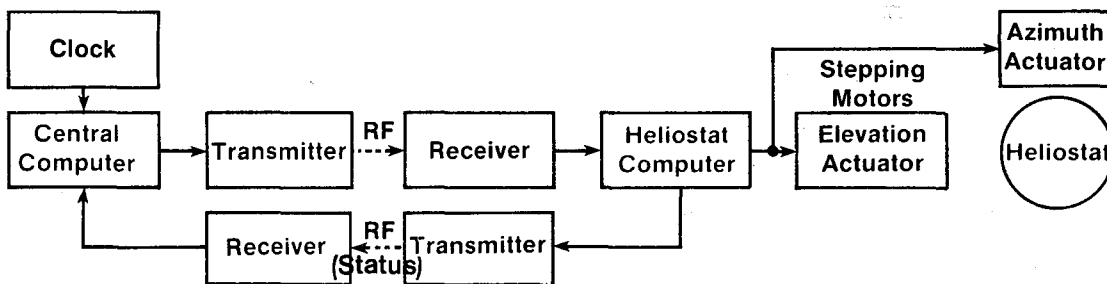 Clock
Azimuth
Actuator
Stepping
Motors
Central
Computer
Transmitter
RF
Receiver
Heliostat
Computer
Elevation
Actuator
Heliostat
Receiver
RF
(Status)
Transmitter